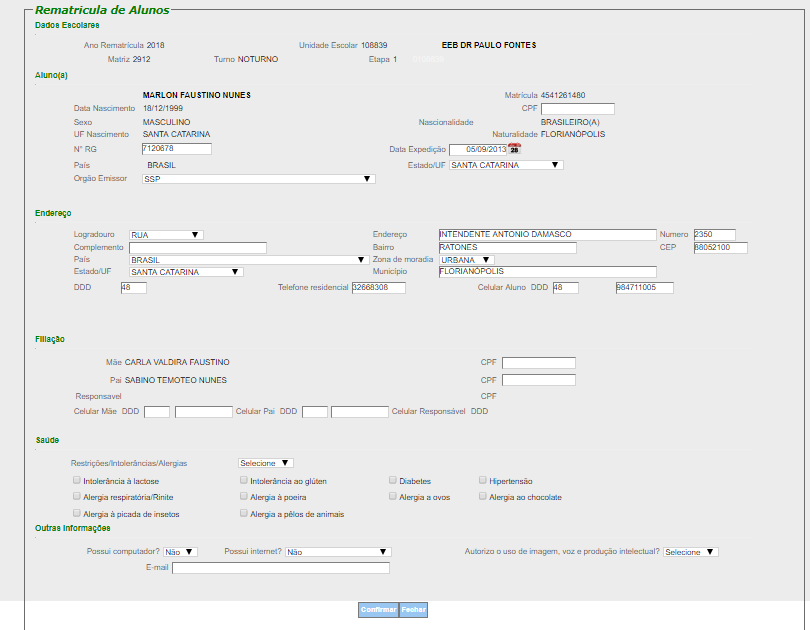 Rematricula de Alunos
Dados Escolares
Ano Rematrícula 2018 Unidade Escolar 108839 EEB DR PAULO FONTES
Matriz 2912 Turno NOTURNO Etapa 1
Aluno(a)
MARLON FAUSTINO NUNES Matrícula 4541261480
Data Nascimento 18/12/1999 CPF
Sexo MASCULINO Nascionalidade BRASILEIRO(A)
UF Nascimento SANTA CATARINA Naturalidade FLORIANÓPOLIS
N° RG 7120678 Data Expedição 05/09/2013
País BRASIL Estado/UF SANTA CATARINA
Orgão Emissor SSP
Endereço
Logradouro RUA Endereço INTENDENTE ANTONIO DAMASCO Numero 2350
Complemento Bairro RATONES CEP 88052100
País BRASIL Zona de moradia URBANA
Estado/UF SANTA CATARINA Município FLORIANÓPOLIS
DDD 48 Telefone residencial 32668308 Celular Aluno DDD 48 984711005
Filiação
Mãe CARLA VALDIRA FAUSTINO CPF
Pai SABINO TEMOTEO NUNES CPF
Responsavel CPF
Celular Mãe DDD Celular Pai DDD Celular Responsável DDD
Saúde
Restrições/Intolerâncias/Alergias Selecione
Intolerância à lactose Intolerância ao glúten Diabetes Hipertensão
Alergia respiratória/Rinite Alergia à poeira Alergia a ovos Alergia ao chocolate
Alergia à picada de insetos Alergia a pêlos de animais
Outras Informações
Possui computador? Não Possui internet? Não Autorizo o uso de imagem, voz e produção intelectual? Selecione
E-mail
Confirmar Fechar